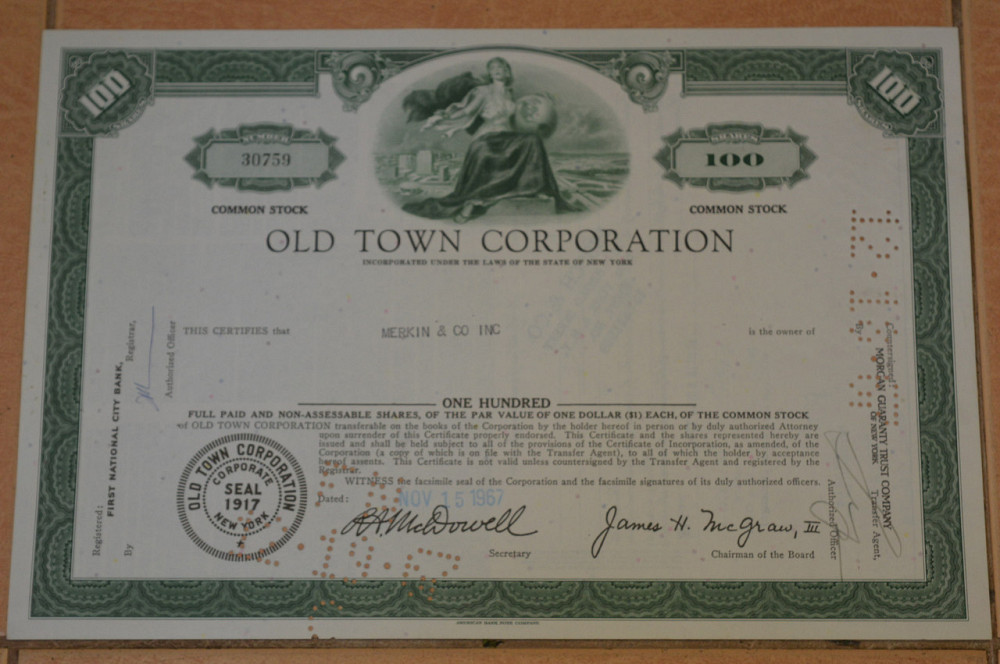 100
100
NUMBER
30759
COMMON STOCK
SHARES
100
COMMON STOCK
OLD TOWN CORPORATION
INCORPORATED UNDER THE LAWS OF THE STATE OF NEW YORK
THIS CERTIFIES that
MERKIN & CO INC
is the owner of
ONE HUNDRED
FULL PAID AND NON-ASSESSABLE SHARES, OF THE PAR VALUE OF ONE DOLLAR ($1) EACH, OF THE COMMON STOCK
of OLD TOWN CORPORATION transferable on the books of the Corporation by the holder hereof in person or by duly authorized Attorney
upon surrender of this Certificate properly endorsed. This Certificate and the shares represented hereby are
issued and shall be held subject to all of the provisions of the Certificate of Incorporation, as amended, of the
Corporation (a copy of which is on file with the Transfer Agent), to all of which the holder by acceptance
hereof assents. This Certificate is not valid unless countersigned by the Transfer Agent and registered by the
Registrar.
WITNESS the facsimile seal of the Corporation and the facsimile signatures of its duly authorized officers.
Dated:
NOV 15 1967
R H McDowell
Secretary
James H. McGraw, III
Chairman of the Board
OLD TOWN CORPORATION
NEW YORK
CORPORATE
SEAL
1917
Registered:
FIRST NATIONAL CITY BANK,
Registrar,
By
Authorized Officer
Countersigned:
MORGAN GUARANTY TRUST COMPANY
OF NEW YORK
Transfer Agent,
By
Authorized Officer
AMERICAN BANK NOTE COMPANY